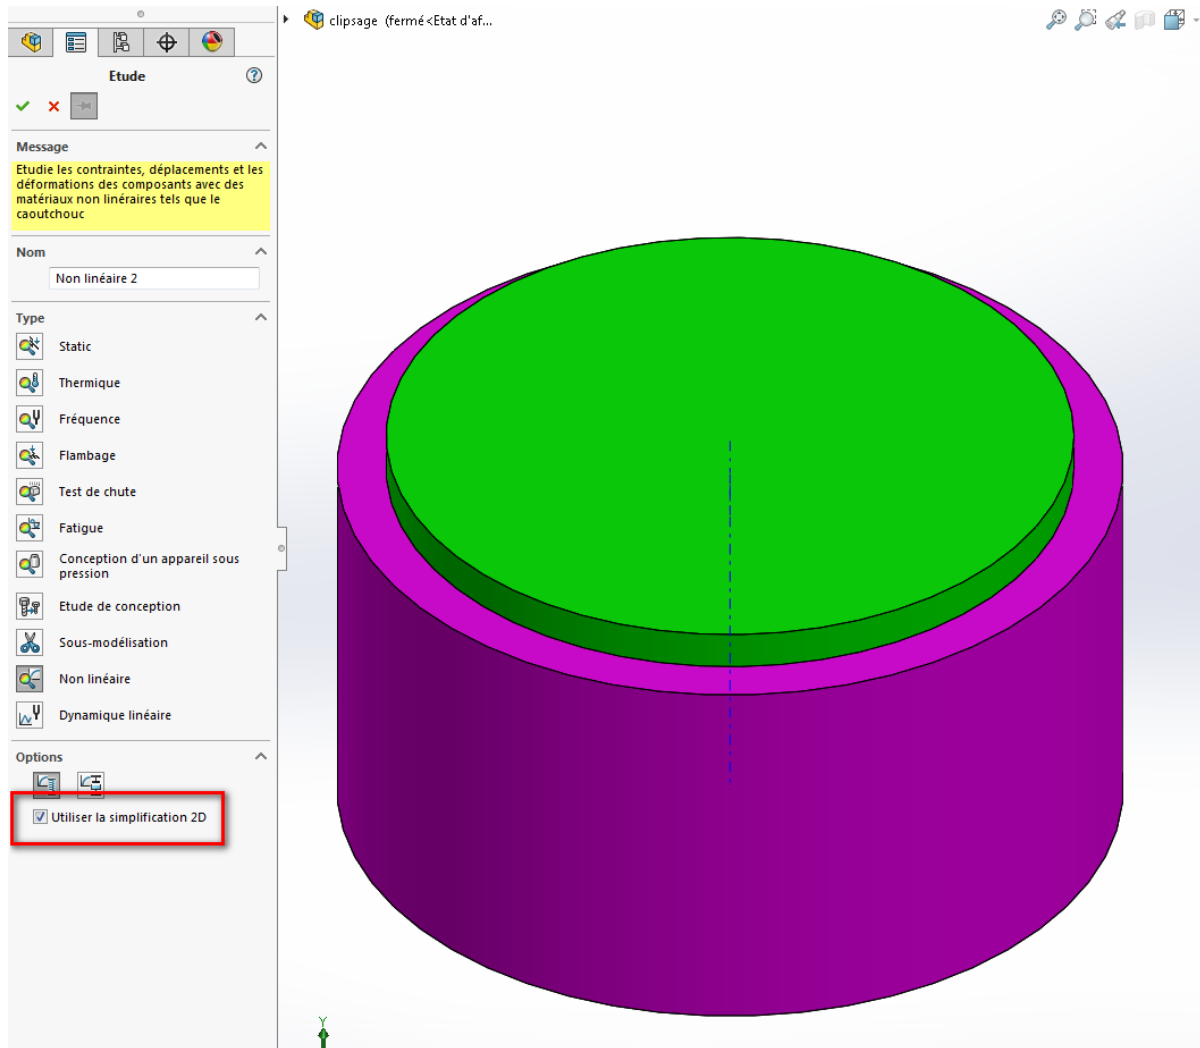 clipsage (fermé<Etat d'af...
Etude
Message
Etudie les contraintes, déplacements et les
déformations des composants avec des
matériaux non linéraires tels que le
caoutchouc
Nom
Non linéaire 2
Type
Static
Thermique
Fréquence
Flambage
Test de chute
Fatigue
Conception d'un appareil sous
pression
Etude de conception
Sous-modélisation
Non linéaire
Dynamique linéaire
Options
Utiliser la simplification 2D
Y